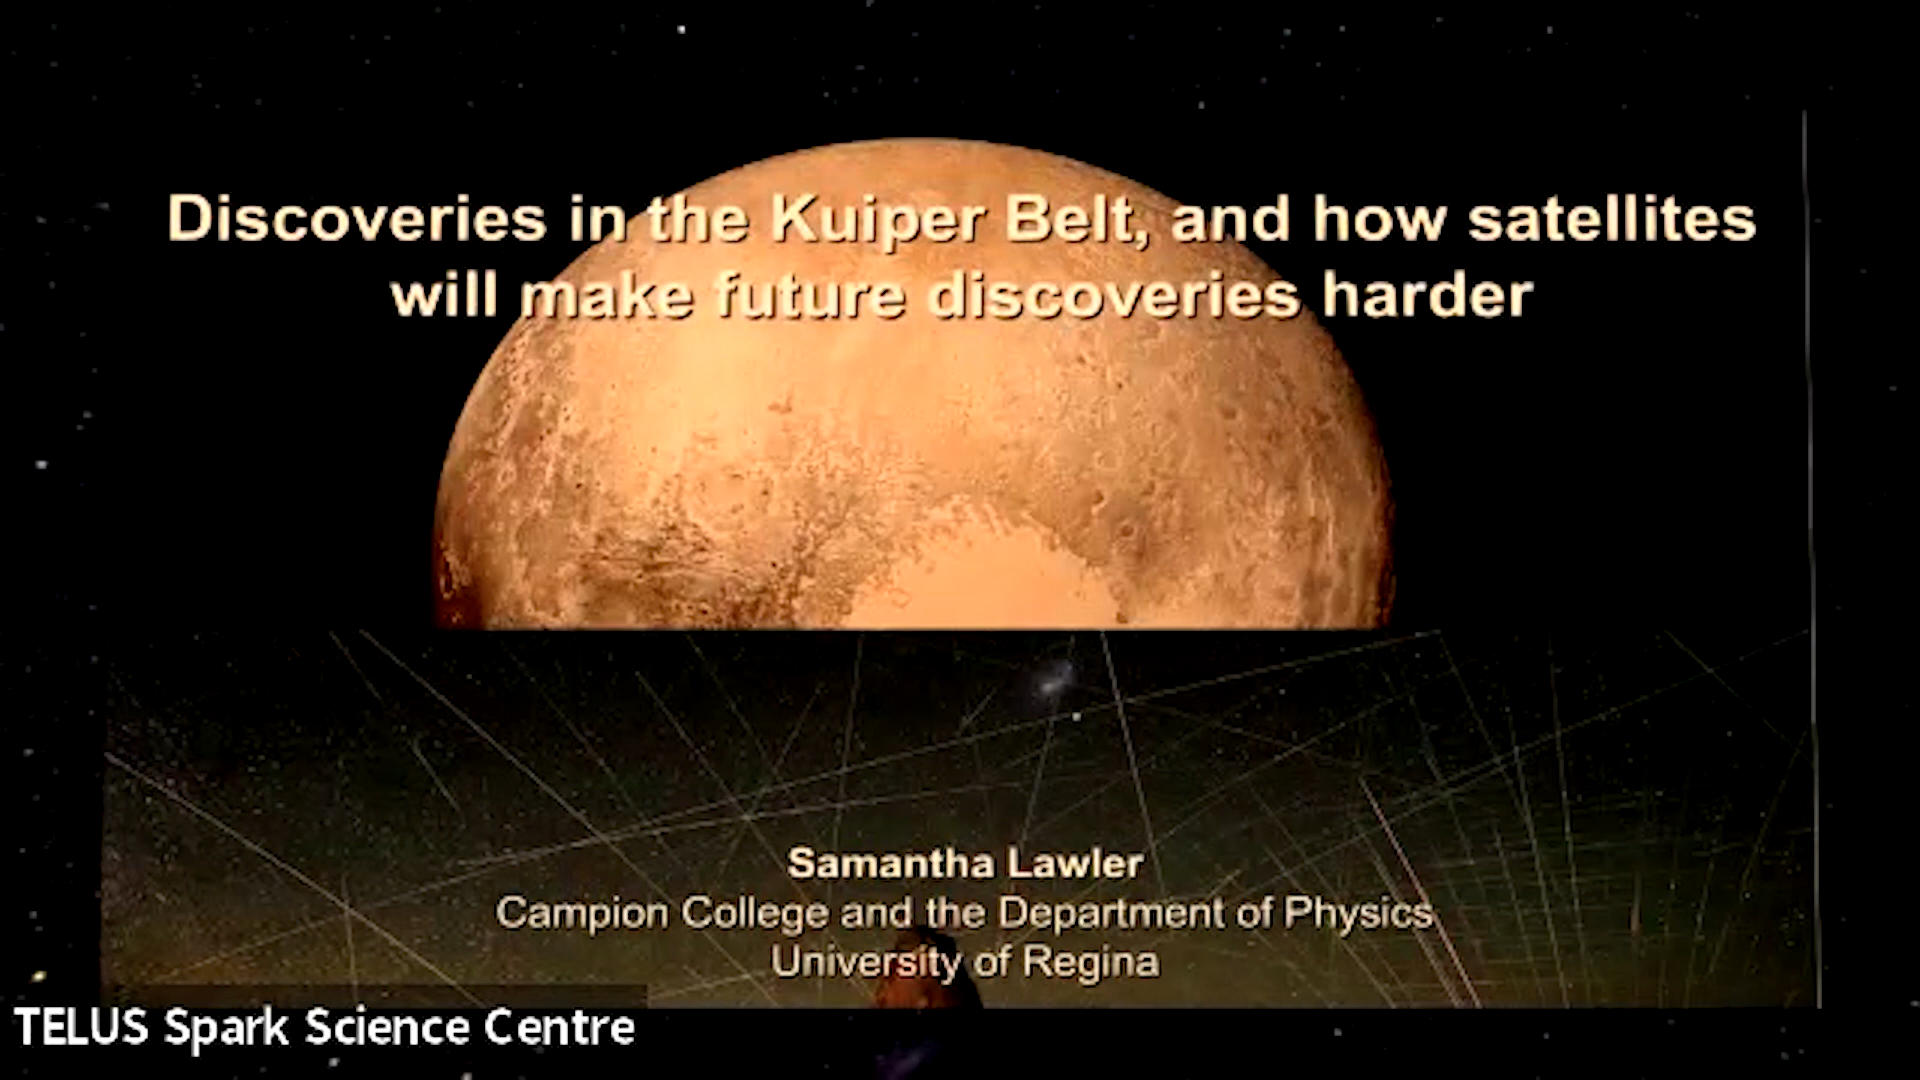 Discoveries in the Kuiper Belt, and how satellites
will make future discoveries harder
Samantha Lawler
Campion College and the Department of Physics
University of Regina
TELUS Spark Science Centre